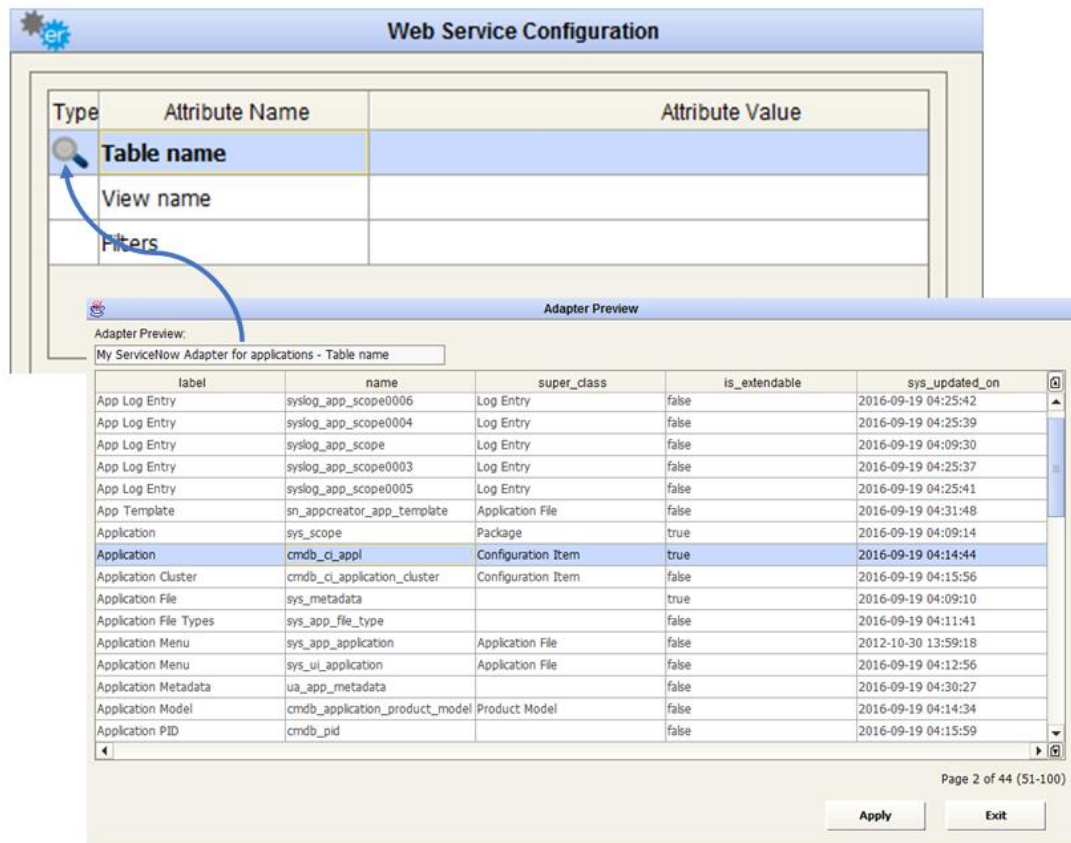 er
Web Service Configuration
Type Attribute Name Attribute Value
Table name
View name
Filters
Adapter Preview
Adapter Preview:
My ServiceNow Adapter for applications - Table name
label name super_class is_extendable sys_updated_on
App Log Entry syslog_app_scope0006 Log Entry false 2016-09-19 04:25:42
App Log Entry syslog_app_scope0004 Log Entry false 2016-09-19 04:25:39
App Log Entry syslog_app_scope Log Entry false 2016-09-19 04:09:30
App Log Entry syslog_app_scope0003 Log Entry false 2016-09-19 04:25:37
App Log Entry syslog_app_scope0005 Log Entry false 2016-09-19 04:25:41
App Template sn_appcreator_app_template Application File false 2016-09-19 04:31:48
Application sys_scope Package true 2016-09-19 04:09:14
Application cmdb_ci_appl Configuration Item true 2016-09-19 04:14:44
Application Cluster cmdb_ci_application_cluster Configuration Item false 2016-09-19 04:15:56
Application File sys_metadata true 2016-09-19 04:09:10
Application File Types sys_app_file_type false 2016-09-19 04:11:41
Application Menu sys_app_application Application File false 2012-10-30 13:59:18
Application Menu sys_ui_application Application File false 2016-09-19 04:12:56
Application Metadata ua_app_metadata false 2016-09-19 04:30:27
Application Model cmdb_application_product_model Product Model false 2016-09-19 04:14:34
Application PID cmdb_pid false 2016-09-19 04:15:59
Page 2 of 44 (51-100)
Apply Exit